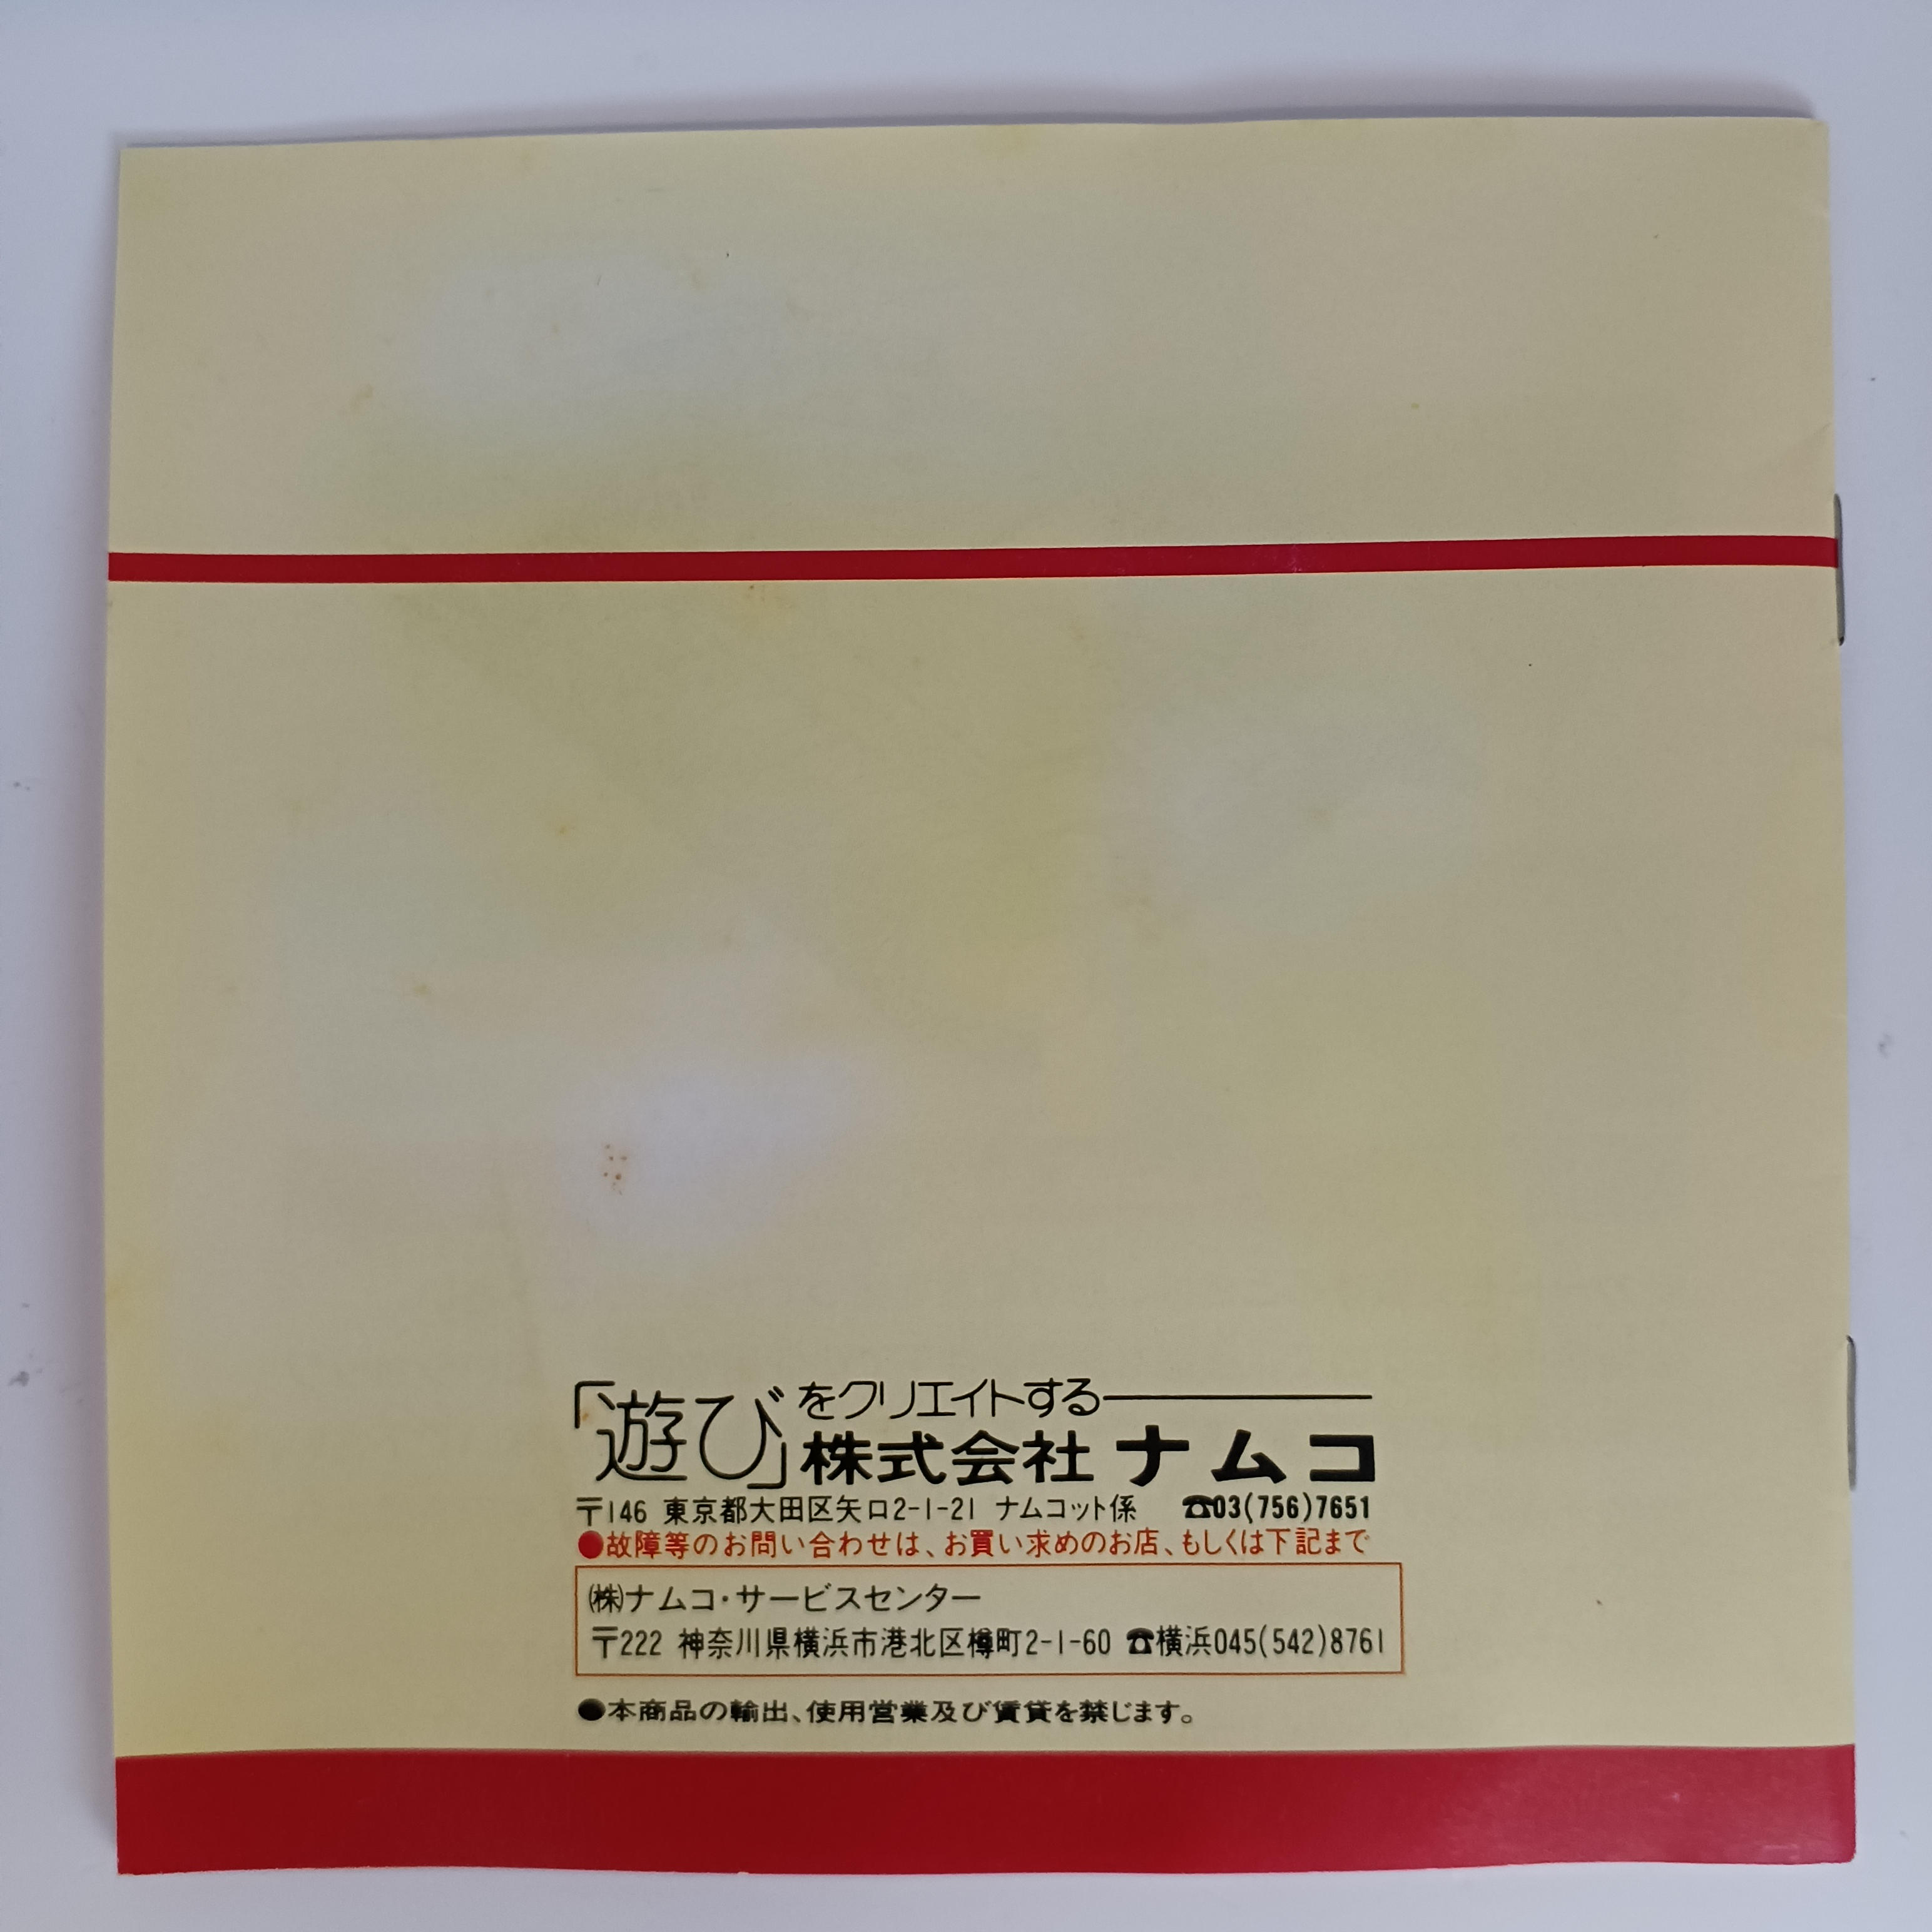 「遊び」をクリエイトする
株式会社 ナムコ
〒146 東京都大田区矢口2-1-21 ナムコット係 ☎03(756)7651
●故障等のお問い合わせは、お買い求めのお店、もしくは下記まで
㈱ナムコ・サービスセンター
〒222 神奈川県横浜市港北区樽町2-1-60 ☎横浜045(542)8761
●本商品の輸出、使用営業及び賃貸を禁じます。